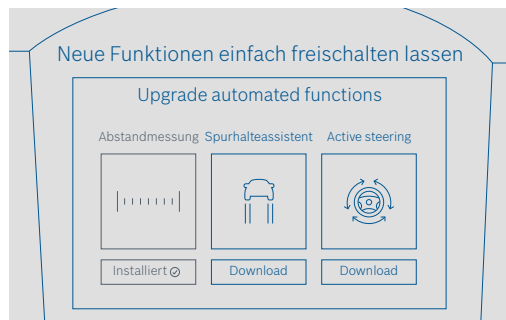 Neue Funktionen einfach freischalten lassen
Upgrade automated functions
Abstandmessung Spurhalteassistent Active steering
Installiert Download Download